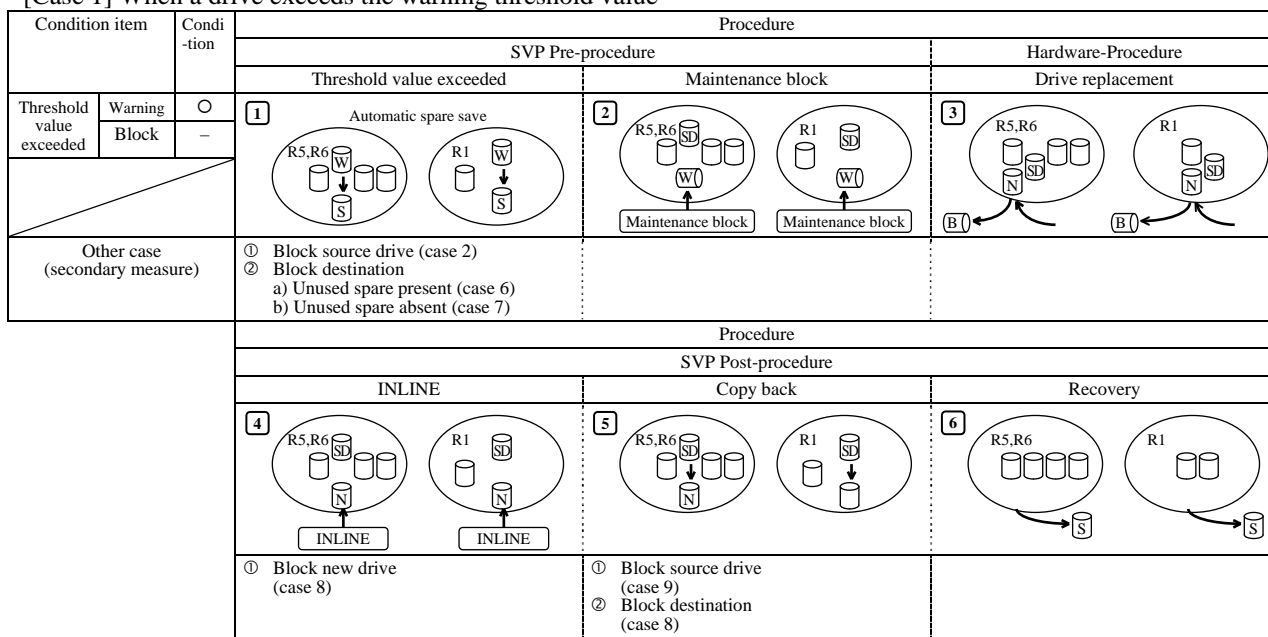 [Case 1] When a drive exceeds the warning threshold value
Condition item
Condi
-tion
Procedure
SVP Pre-procedure
Hardware-Procedure
Threshold value exceeded
Maintenance block
Drive replacement
Threshold
value
exceeded
Warning
○
Block
–
1
Automatic spare save
R5,R6
W
S
R1
W
S
2
R5,R6
SD
W
Maintenance block
R1
SD
W
Maintenance block
3
R5,R6
SD
N
B
R1
SD
N
B
Other case
(secondary measure)
① Block source drive (case 2)
② Block destination
a) Unused spare present (case 6)
b) Unused spare absent (case 7)
Procedure
SVP Post-procedure
INLINE
Copy back
Recovery
4
R5,R6
SD
N
INLINE
R1
SD
N
INLINE
5
R5,R6
SD
N
R1
SD
6
R5,R6
S
R1
S
① Block new drive
(case 8)
① Block source drive
(case 9)
② Block destination
(case 8)